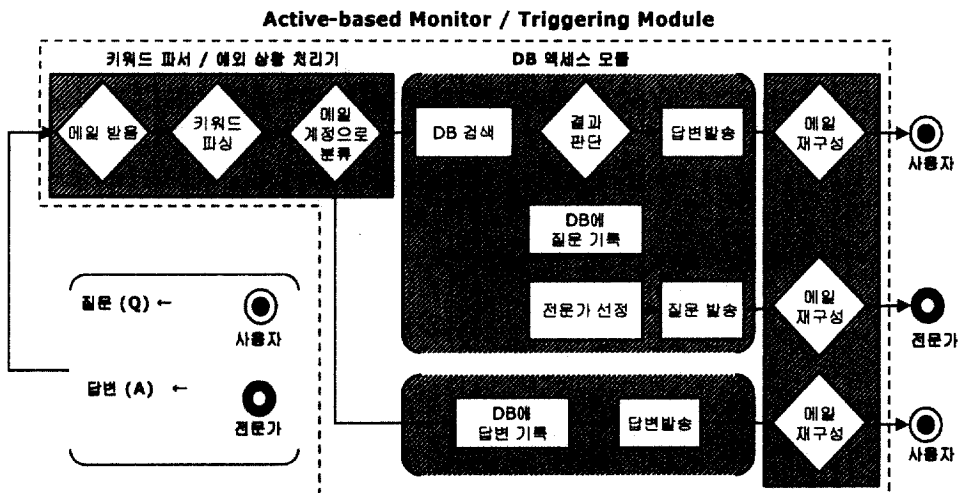 Active-based Monitor / Triggering Module
키워드 파서 / 예외 상황 처리기
DB 액세스 모듈
메일 받음
키워드
파싱
메일
계정으로
분류
DB 검색
결과
판단
답변발송
메일
재구성
사용자
DB에
질문 기록
전문가 선정
질문 발송
메일
재구성
전문가
질문 (Q) ←
사용자
답변 (A) ←
전문가
DB에
답변 기록
답변발송
메일
재구성
사용자